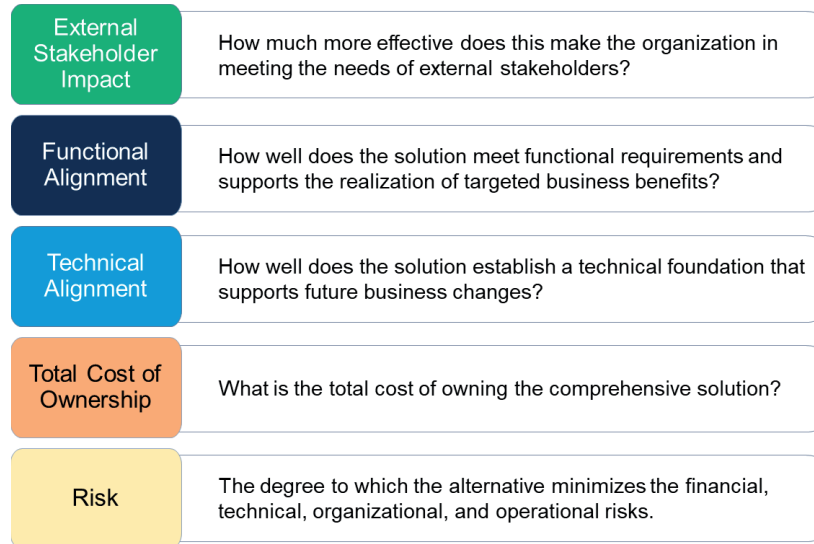 External
Stakeholder
Impact
How much more effective does this make the organization in
meeting the needs of external stakeholders?
Functional
Alignment
How well does the solution meet functional requirements and
supports the realization of targeted business benefits?
Technical
Alignment
How well does the solution establish a technical foundation that
supports future business changes?
Total Cost of
Ownership
What is the total cost of owning the comprehensive solution?
Risk
The degree to which the alternative minimizes the financial,
technical, organizational, and operational risks.